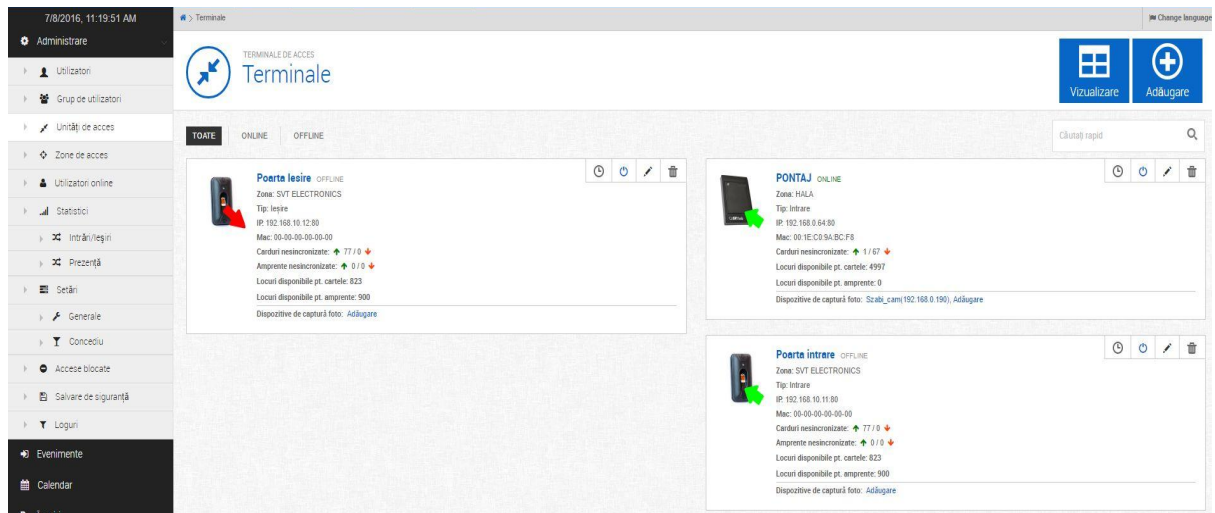 7/8/2016, 11:19:51 AM
Administrare
Utilizatori
Grup de utilizatori
Unități de acces
Zone de acces
Utilizatori online
Statistici
Intrări/Ieșiri
Prezență
Setări
Generale
Concediu
Accese blocate
Salvare de siguranță
Loguri
Evenimente
Calendar
> Terminale
Change language
TERMINALE DE ACCES
Terminale
Vizualizare
Adăugare
TOATE ONLINE OFFLINE
Căutați rapid
Poarta Iesire OFFLINE
Zona: SVT ELECTRONICS
Tip: Ieșire
IP: 192.168.10.12:80
Mac: 00-00-00-00-00-00
Carduri nesincronizate: 77 / 0
Amprente nesincronizate: 0 / 0
Locuri disponibile pt. cartele: 823
Locuri disponibile pt. amprente: 900
Dispozitive de captură foto: Adăugare
PONTAJ ONLINE
Zona: HALA
Tip: Intrare
IP: 192.168.0.64:80
Mac: 00:1E:C0:9A:BC:F8
Carduri nesincronizate: 1 / 67
Locuri disponibile pt. cartele: 4997
Locuri disponibile pt. amprente: 0
Dispozitive de captură foto: Szabi_cam(192.168.0.190), Adăugare
Poarta intrare OFFLINE
Zona: SVT ELECTRONICS
Tip: Intrare
IP: 192.168.10.11:80
Mac: 00-00-00-00-00-00
Carduri nesincronizate: 77 / 0
Amprente nesincronizate: 0 / 0
Locuri disponibile pt. cartele: 823
Locuri disponibile pt. amprente: 900
Dispozitive de captură foto: Adăugare